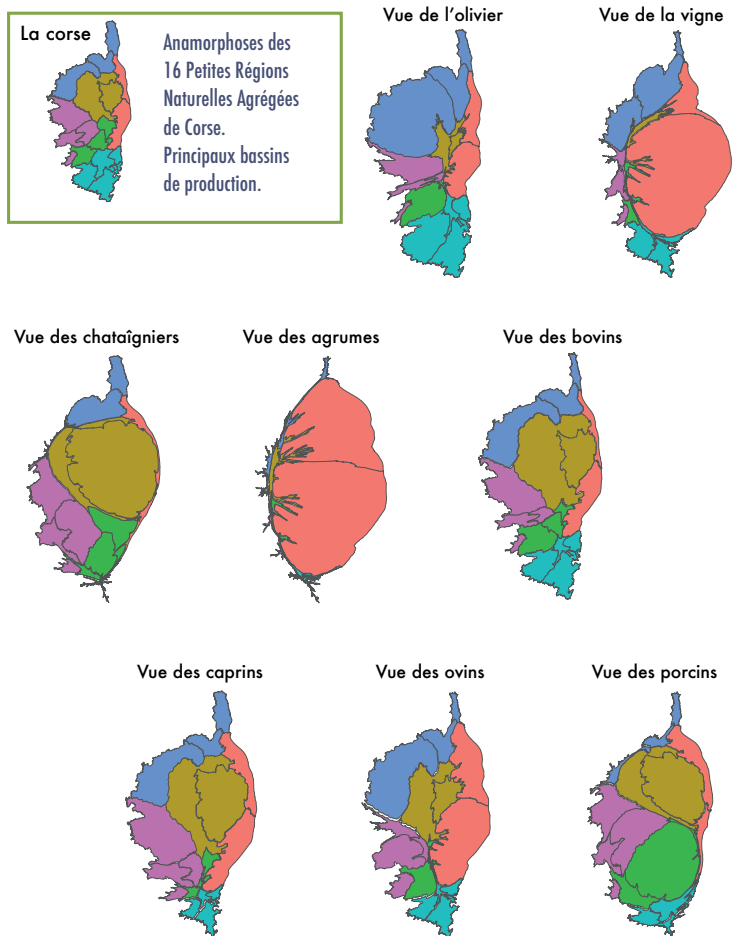 La corse
Anamorphoses des
16 Petites Régions
Naturelles Agrégées
de Corse.
Principaux bassins
de production.
Vue de l'olivier
Vue de la vigne
Vue des chataîgniers
Vue des agrumes
Vue des bovins
Vue des caprins
Vue des ovins
Vue des porcins